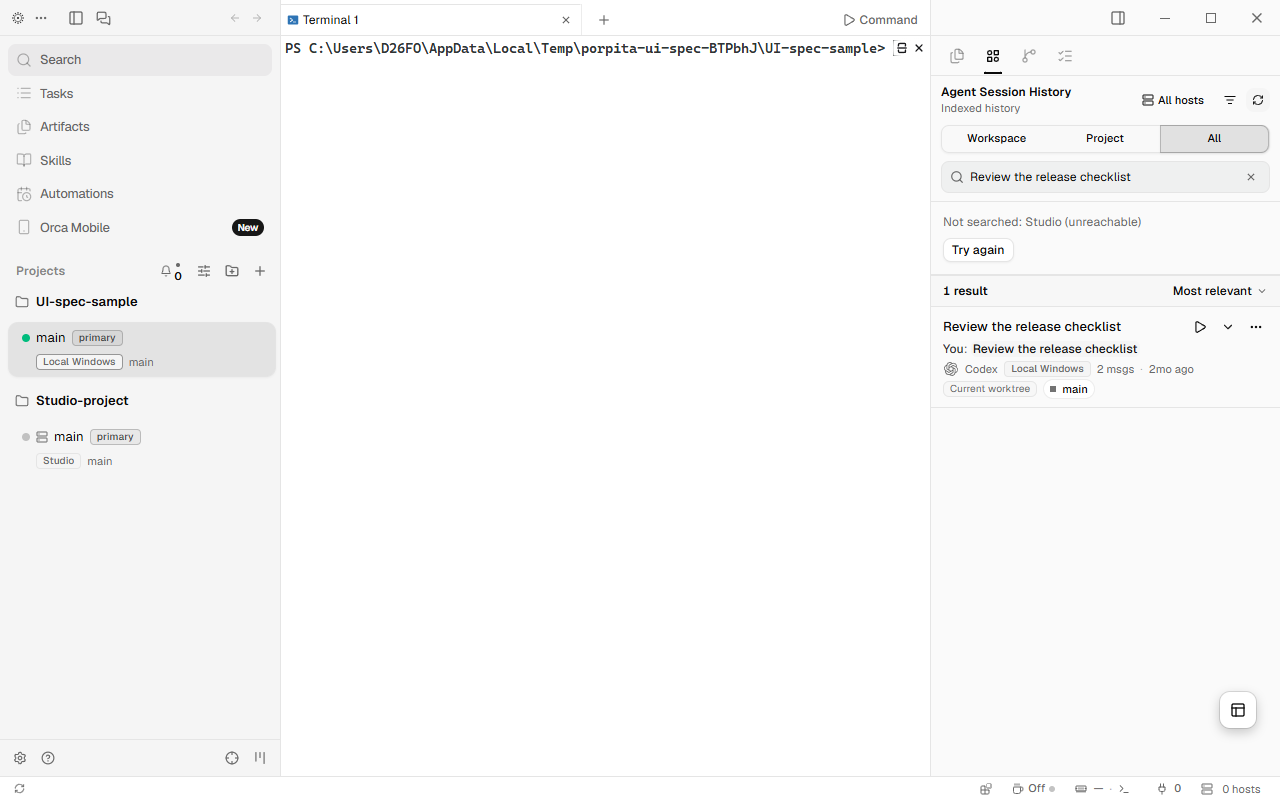 Terminal 1
Command
Search
PS C:\Users\D26FO\AppData\Local\Temp\porpita-ui-spec-BTPbhJ\UI-spec-sample>
Tasks
Artifacts
Skills
Automations
Orca Mobile New
Projects 0
UI-spec-sample
main primary
Local Windows main
Studio-project
main primary
Studio main
Agent Session History
Indexed history
All hosts
Workspace Project All
Review the release checklist
Not searched: Studio (unreachable)
Try again
1 result Most relevant
Review the release checklist
You: Review the release checklist
Codex Local Windows 2 msgs · 2mo ago
Current worktree main
Off — · 0 0 hosts